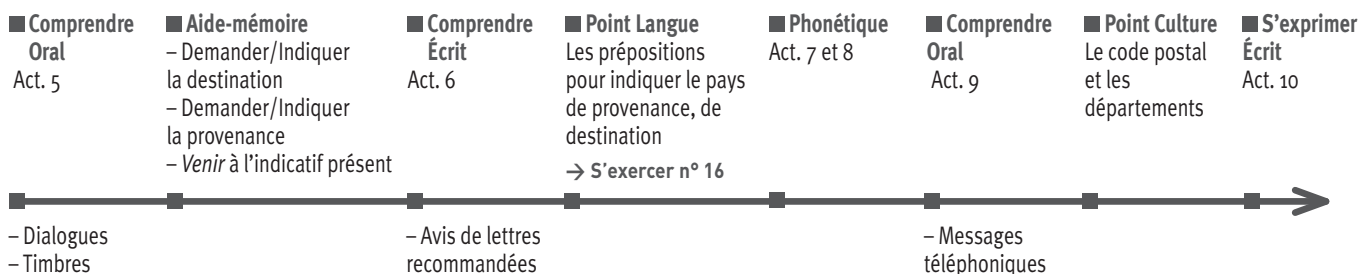 ■ Comprendre
Oral
Act. 5
■ Aide-mémoire
– Demander/Indiquer
la destination
– Demander/Indiquer
la provenance
– Venir à l’indicatif présent
■ Comprendre
Écrit
Act. 6
■ Point Langue
Les prépositions
pour indiquer le pays
de provenance, de
destination
→ S’exercer n° 16
■ Phonétique
Act. 7 et 8
■ Comprendre
Oral
Act. 9
■ Point Culture
Le code postal
et les
départements
■ S’exprimer
Écrit
Act. 10
– Dialogues
– Timbres
– Avis de lettres
recommandées
– Messages
téléphoniques